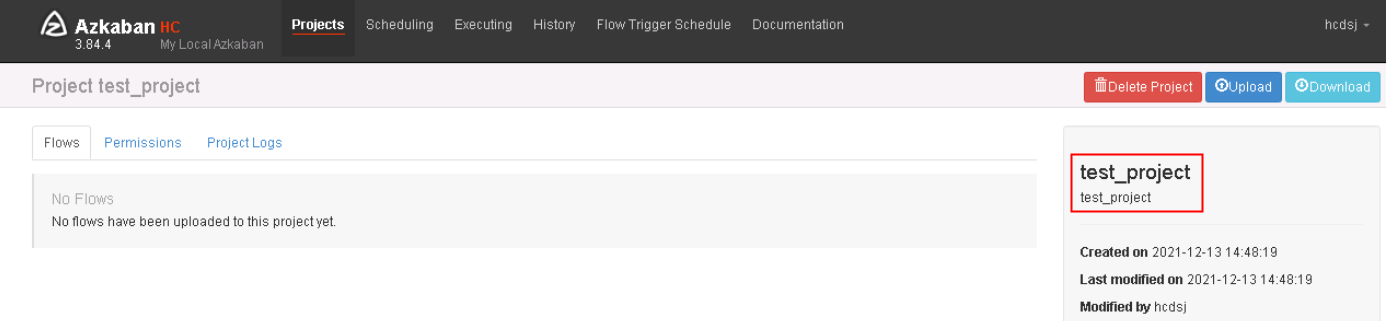 Azkaban HC
3.84.4 My Local Azkaban
Projects Scheduling Executing History Flow Trigger Schedule Documentation
hcdsj
Project test_project
Delete Project Upload Download
Flows Permissions Project Logs
No Flows
No flows have been uploaded to this project yet.
test_project
test_project
Created on 2021-12-13 14:48:19
Last modified on 2021-12-13 14:48:19
Modified by hcdsj